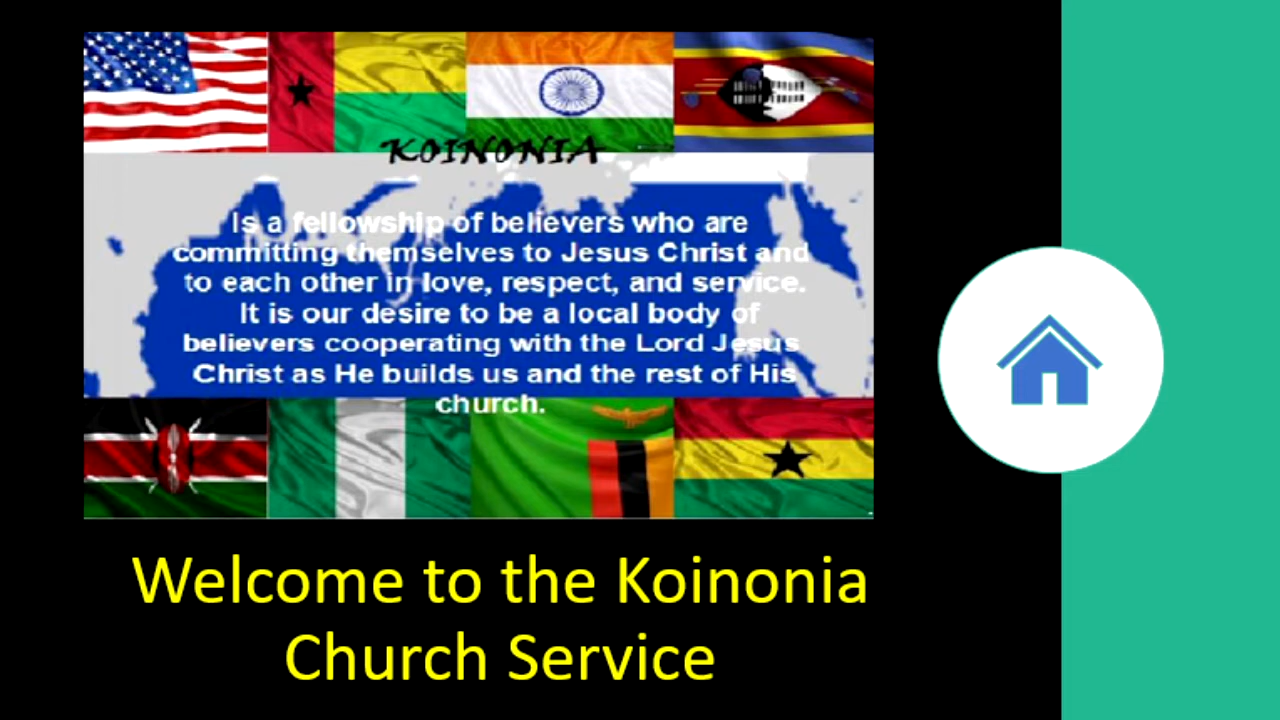 KOINONIA
Is a fellowship of believers who are
committing themselves to Jesus Christ and
to each other in love, respect, and service.
It is our desire to be a local body of
believers cooperating with the Lord Jesus
Christ as He builds us and the rest of His
church.
Welcome to the Koinonia
Church Service